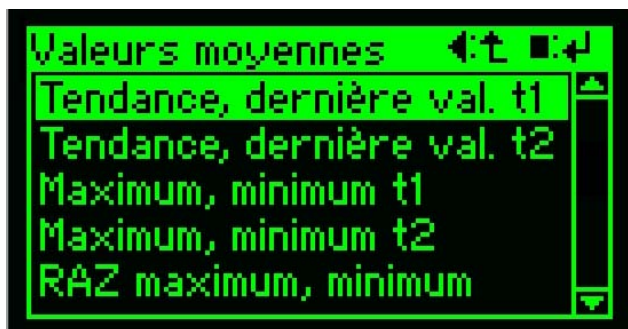 Valeurs moyennes
Tendance, dernière val. t1
Tendance, dernière val. t2
Maximum, minimum t1
Maximum, minimum t2
RAZ maximum, minimum